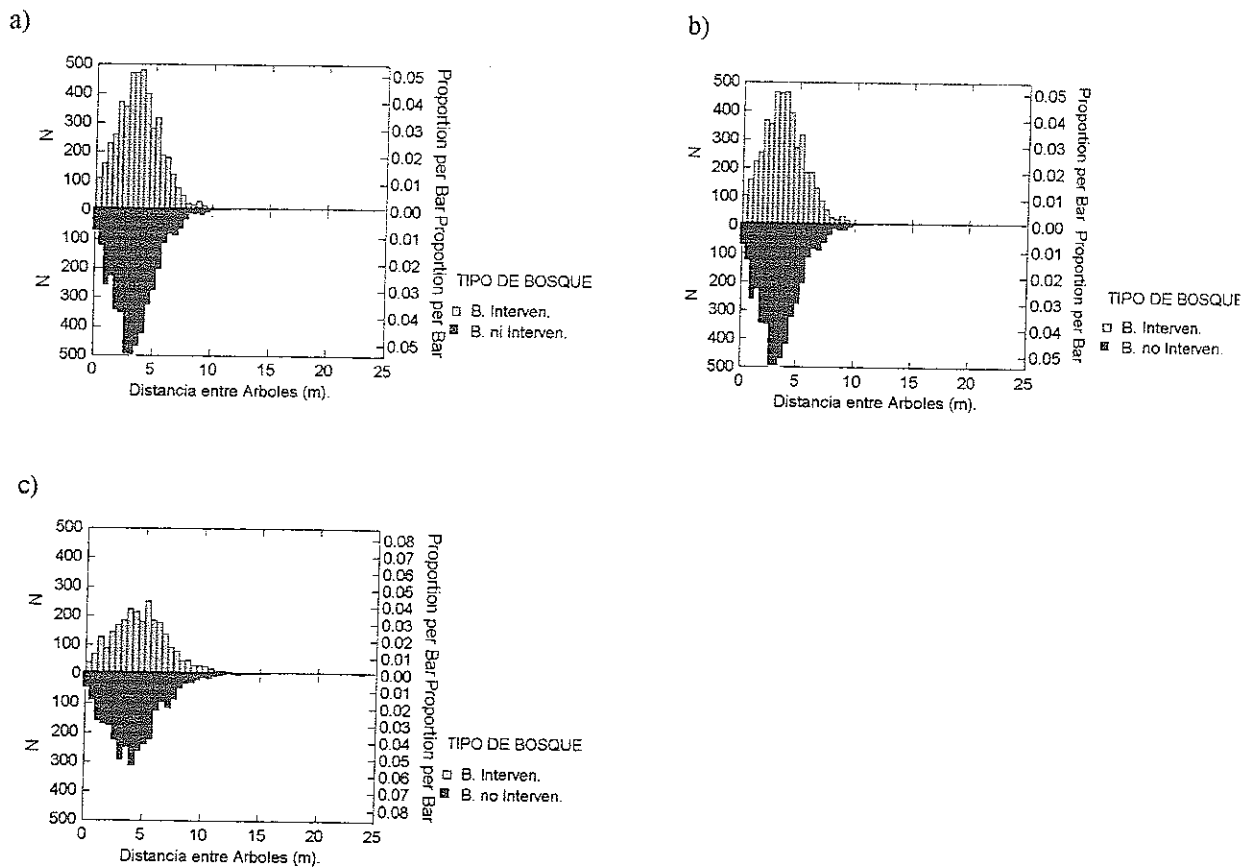 a)
500
400
300
200
100
0
100
200
300
400
500
N
N
0.05
0.04
0.03
0.02
0.01
0.00
0.01
0.02
0.03
0.04
0.05
Proportion per Bar
Proportion per Bar
0 5 10 15 20 25
Distancia entre Arboles (m).
TIPO DE BOSQUE
B. Interven.
B. ni Interven.
b)
500
400
300
200
100
0
100
200
300
400
500
N
N
0.05
0.04
0.03
0.02
0.01
0.00
0.01
0.02
0.03
0.04
0.05
Proportion per Bar
Proportion per Bar
0 5 10 15 20 25
Distancia entre Arboles (m).
TIPO DE BOSQUE
B. Interven.
B. no Interven.
c)
500
400
300
200
100
0
100
200
300
400
500
N
N
0.08
0.07
0.06
0.05
0.04
0.03
0.02
0.01
0.00
0.01
0.02
0.03
0.04
0.05
0.06
0.07
0.08
Proportion per Bar
Proportion per Bar
0 5 10 15 20 25
Distancia entre Arboles (m).
TIPO DE BOSQUE
B. Interven.
B. no Interven.